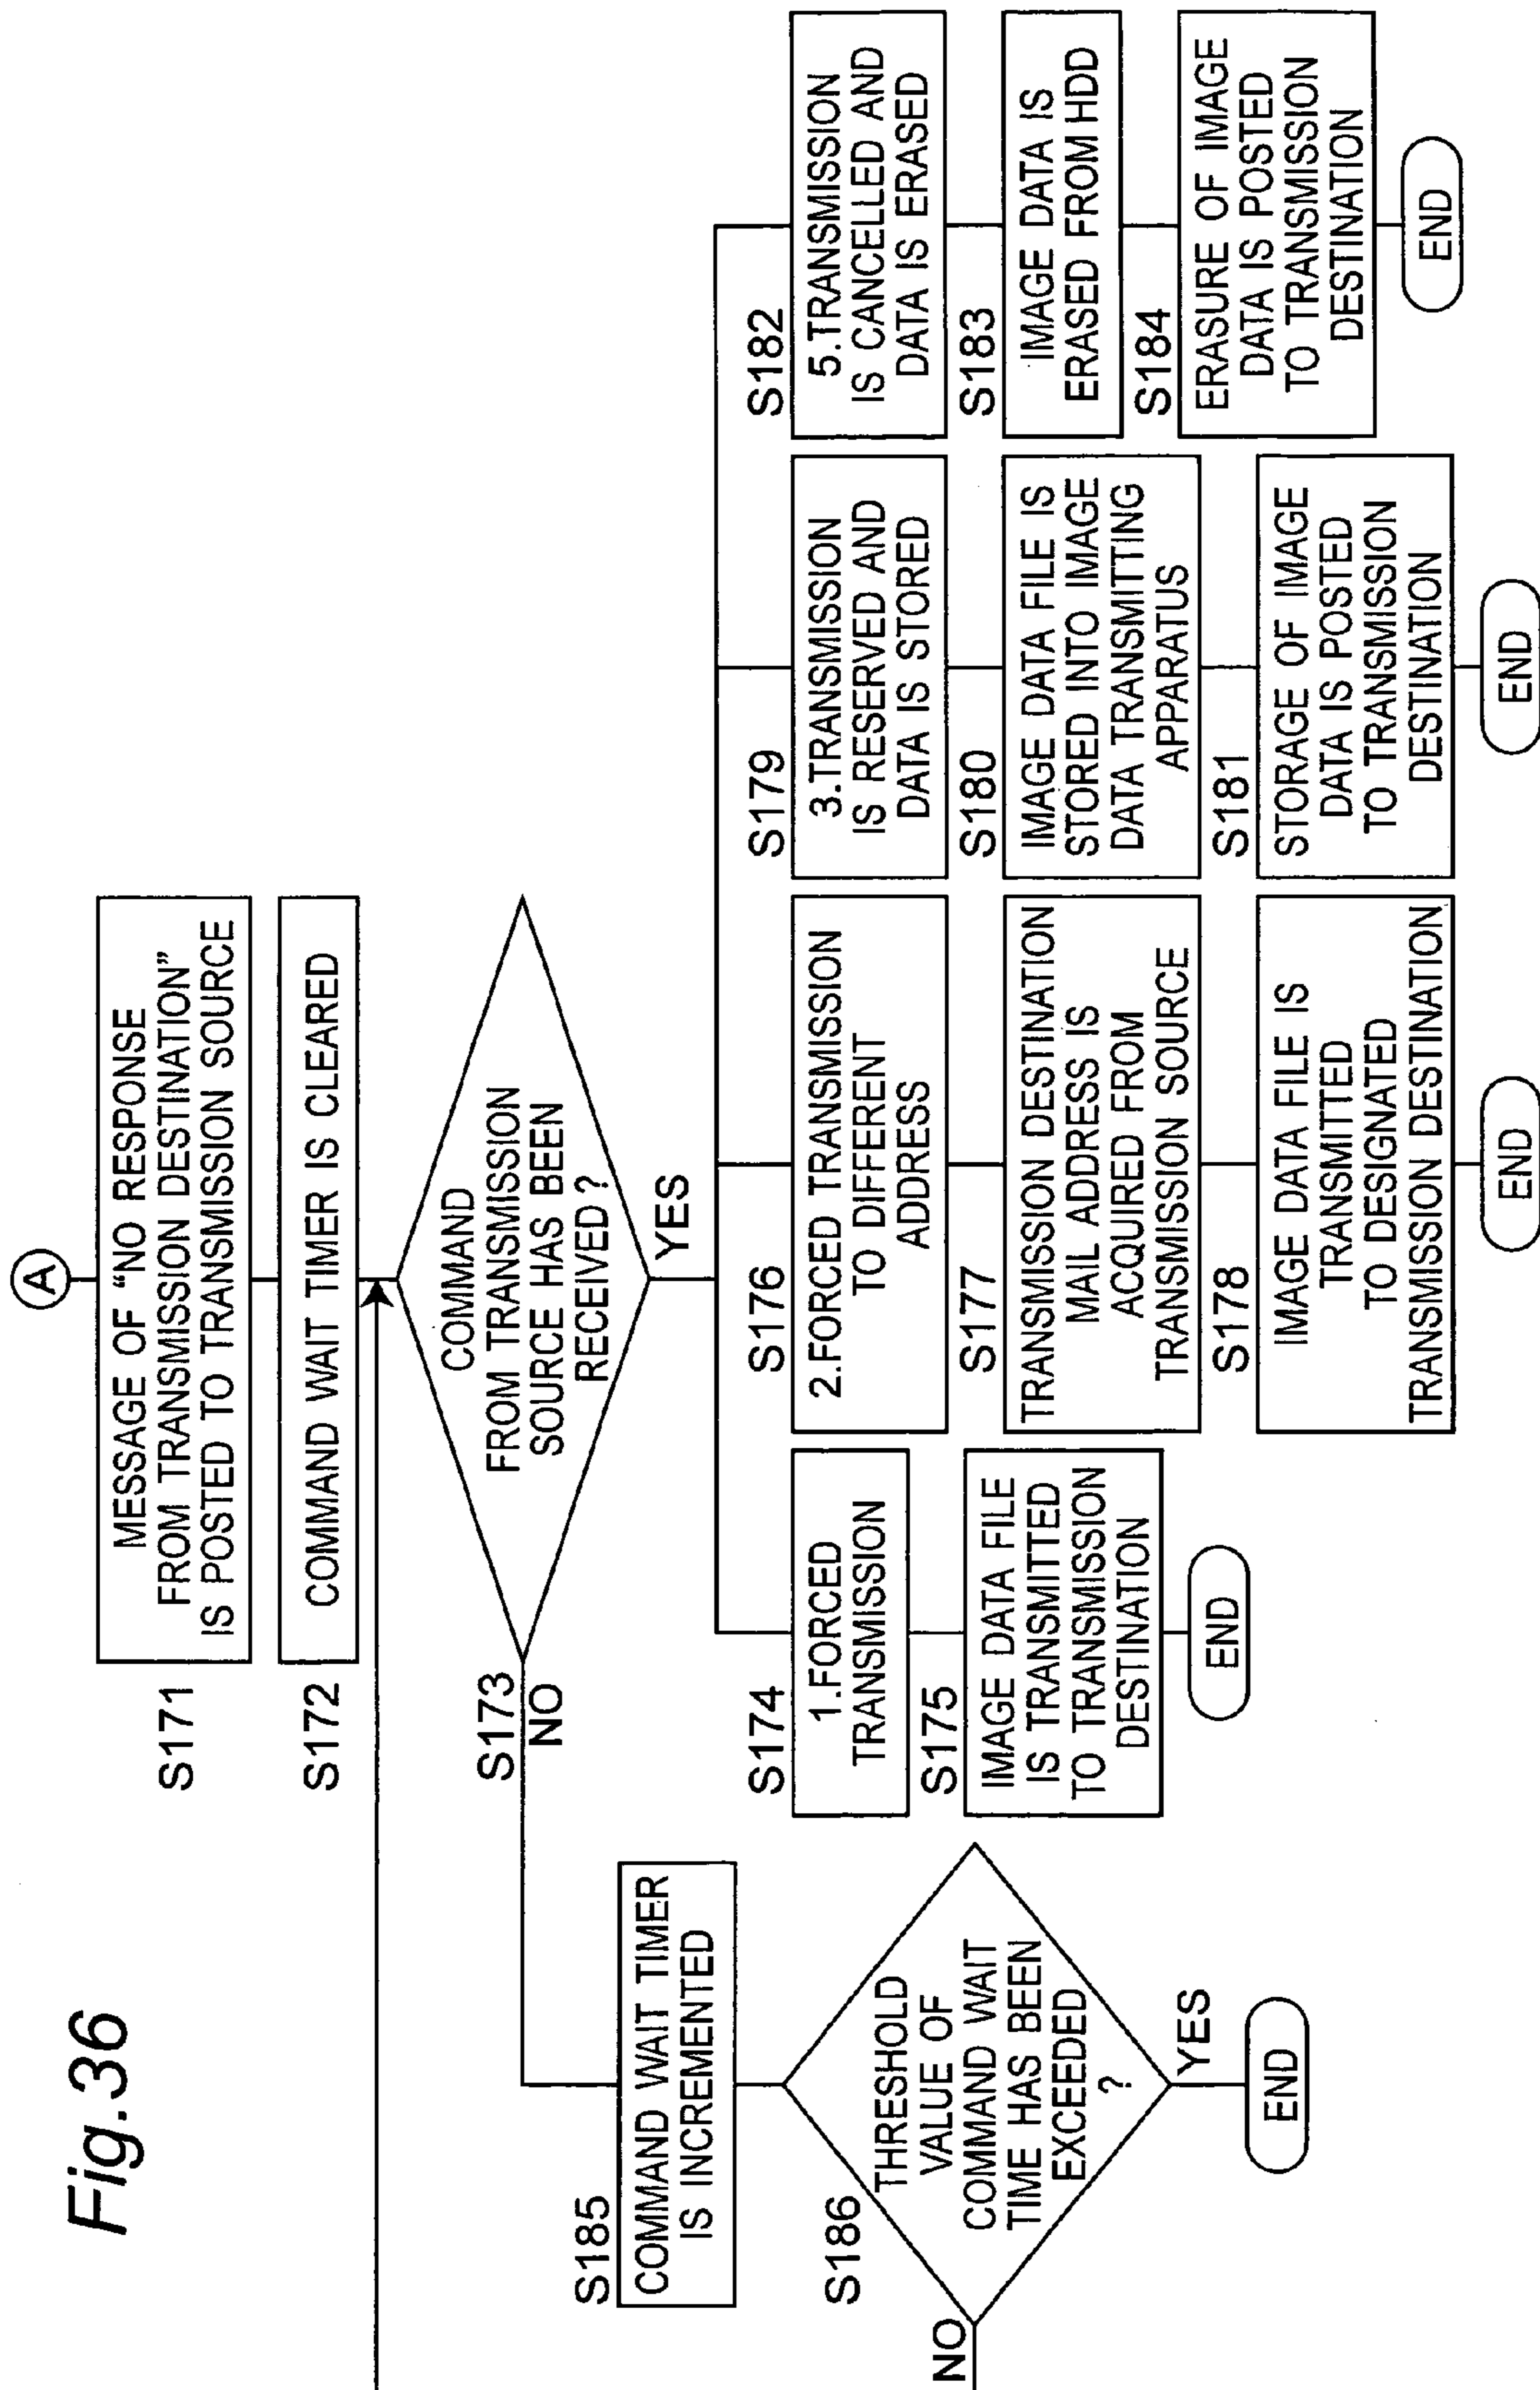 Fig.36
A
S171
MESSAGE OF “NO RESPONSE
FROM TRANSMISSION DESTINATION”
IS POSTED TO TRANSMISSION SOURCE
S172
COMMAND WAIT TIMER IS CLEARED
S173
COMMAND
FROM TRANSMISSION
SOURCE HAS BEEN
RECEIVED ?
NO
YES
S185
COMMAND WAIT TIMER
IS INCREMENTED
S186
THRESHOLD
VALUE OF
COMMAND WAIT
TIME HAS BEEN
EXCEEDED
?
NO
YES
END
S174
1.FORCED
TRANSMISSION
S175
IMAGE DATA FILE
IS TRANSMITTED
TO TRANSMISSION
DESTINATION
END
S176
2.FORCED TRANSMISSION
TO DIFFERENT
ADDRESS
S177
TRANSMISSION DESTINATION
MAIL ADDRESS IS
ACQUIRED FROM
TRANSMISSION SOURCE
S178
IMAGE DATA FILE IS
TRANSMITTED
TO DESIGNATED
TRANSMISSION DESTINATION
END
S179
3.TRANSMISSION
IS RESERVED AND
DATA IS STORED
S180
IMAGE DATA FILE IS
STORED INTO IMAGE
DATA TRANSMITTING
APPARATUS
S181
STORAGE OF IMAGE
DATA IS POSTED
TO TRANSMISSION
DESTINATION
END
S182
5.TRANSMISSION
IS CANCELLED AND
DATA IS ERASED
S183
IMAGE DATA IS
ERASED FROM HDD
S184
ERASURE OF IMAGE
DATA IS POSTED
TO TRANSMISSION
DESTINATION
END